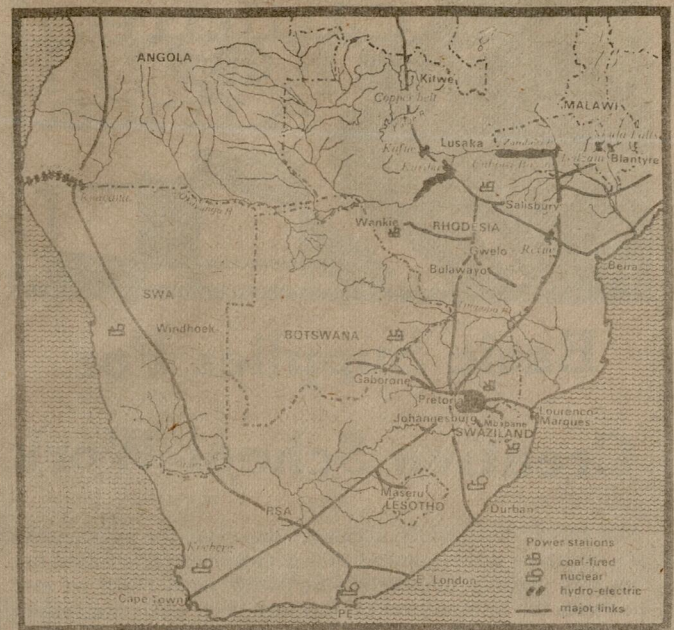 ANGOLA
Kitwe
Copper belt
MALAWI
Lusaka
Kafue
Kariba
Blantyre
Salisbury
Wankie
RHODESIA
Gwelo
Beira
Bulawayo
SWA
Windhoek
BOTSWANA
Gaborone
Pretoria
Johannesburg
Lourenco
Marques
SWAZILAND
Maseru
LESOTHO
Durban
RSA
Koeberg
Cape Town
E. London
PE
Power stations
coal-fired
nuclear
hydro-electric
major links